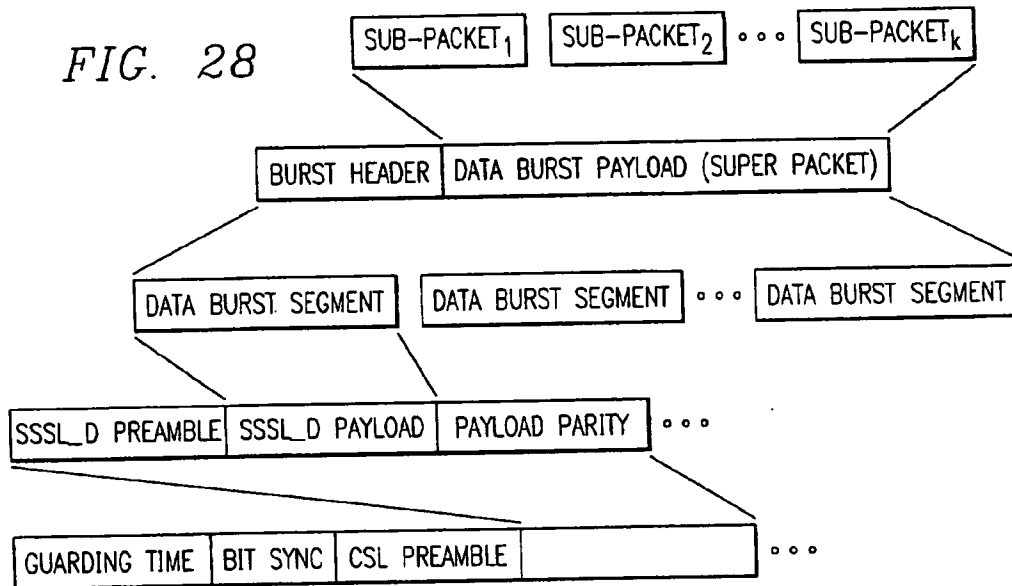 FIG. 28
SUB-PACKET₁ SUB-PACKET₂ ∘∘∘ SUB-PACKETₖ
BURST HEADER DATA BURST PAYLOAD (SUPER PACKET)
DATA BURST SEGMENT DATA BURST SEGMENT ∘∘∘ DATA BURST SEGMENT
SSSL_D PREAMBLE SSSL_D PAYLOAD PAYLOAD PARITY ∘∘∘
GUARDING TIME BIT SYNC CSL PREAMBLE ∘∘∘